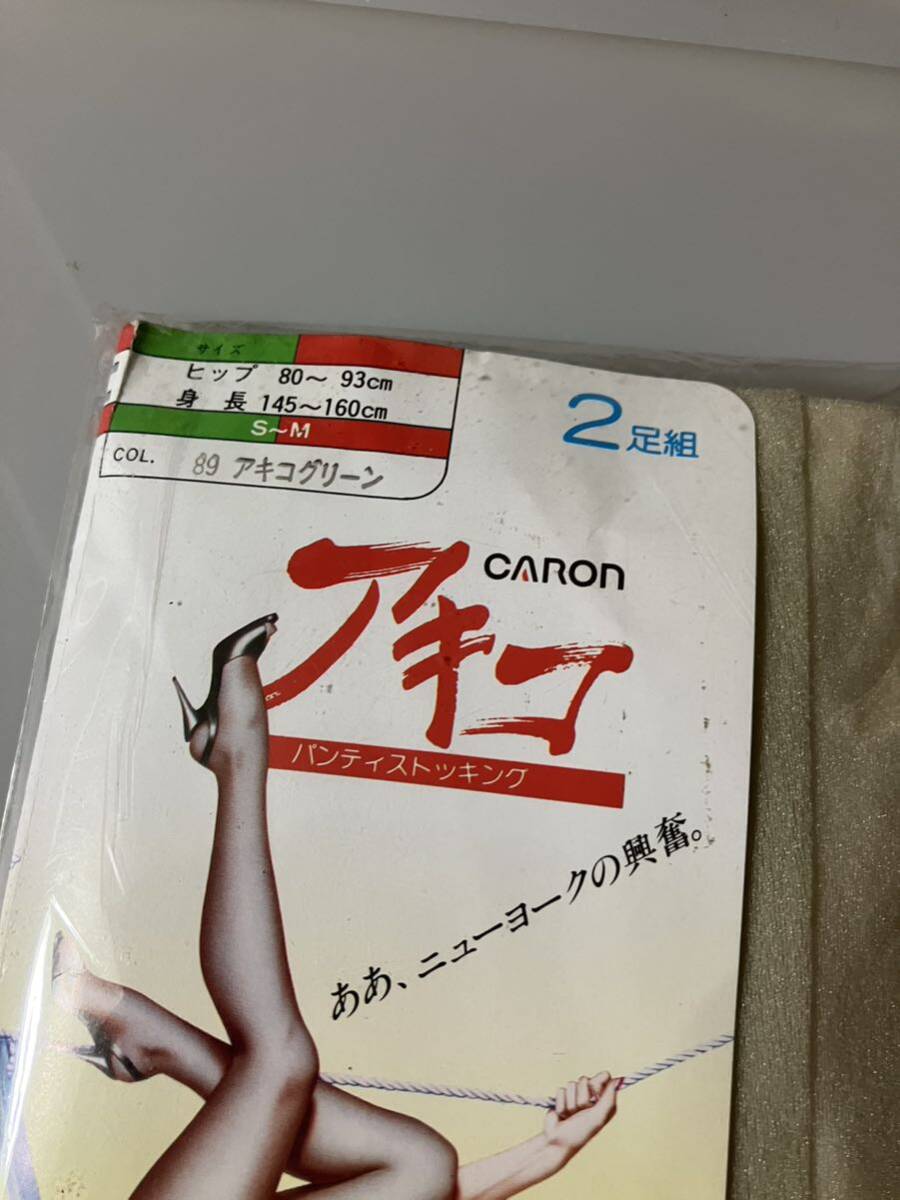 サイズ
ヒップ 80～ 93cm
身長 145～160cm
S～M
COL. 89 アキコグリーン
2足組
CARON
アキコ
パンティストッキング
ああ、ニューヨークの興奮。